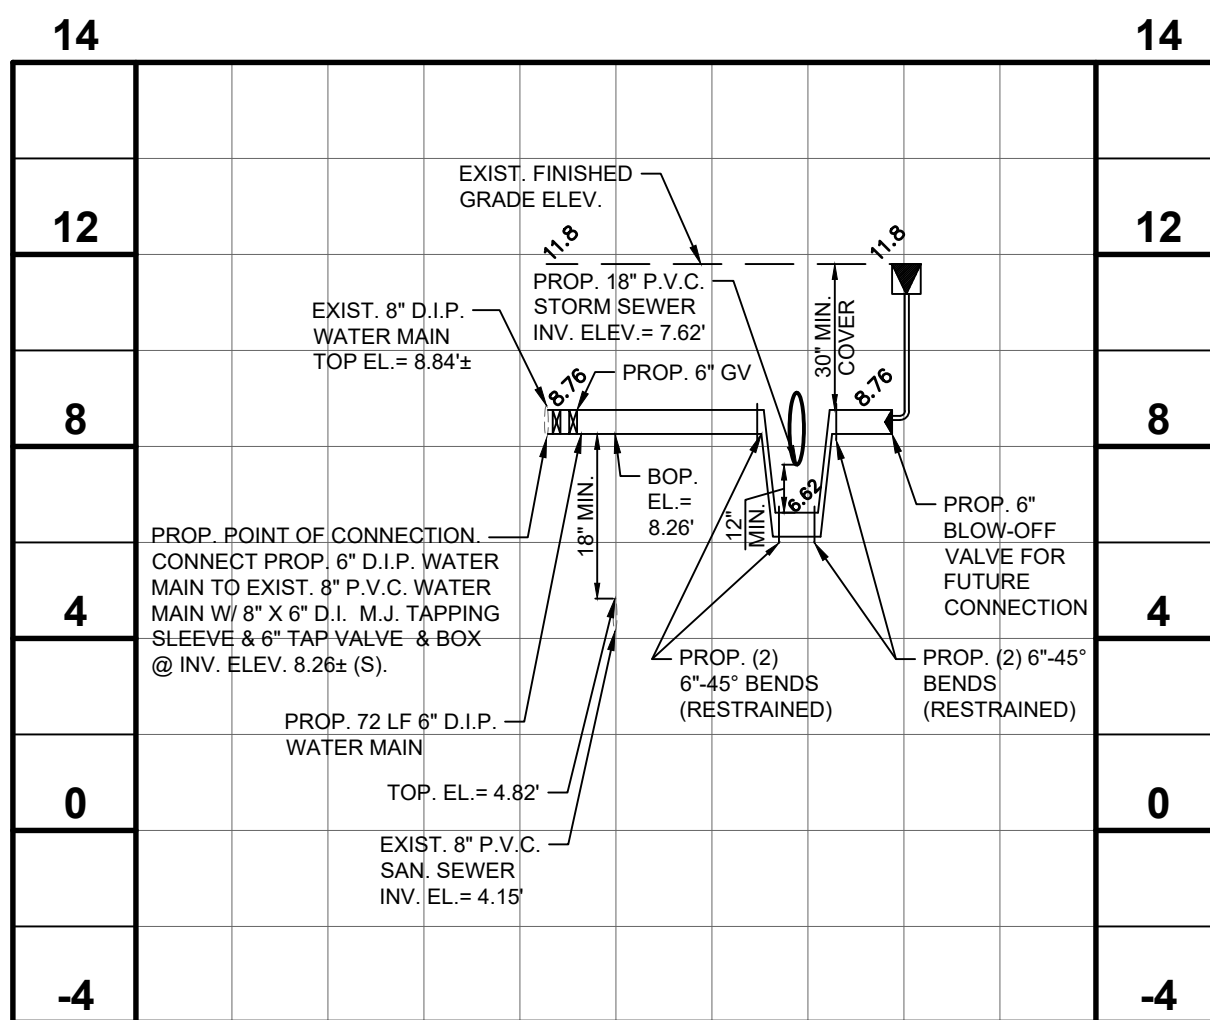 14
14
EXIST. FINISHED
GRADE ELEV.
12
12
11.8
11.8
PROP. 18" P.V.C.
STORM SEWER
INV. ELEV.= 7.62'
EXIST. 8" D.I.P.
WATER MAIN
TOP EL.= 8.84'±
30" MIN.
COVER
8.76
PROP. 6" GV
8.76
8
8
BOP.
EL.=
8.26'
18" MIN.
12"
MIN.
6.62
PROP. 6"
BLOW-OFF
VALVE FOR
FUTURE
CONNECTION
PROP. POINT OF CONNECTION.
CONNECT PROP. 6" D.I.P. WATER
MAIN TO EXIST. 8" P.V.C. WATER
MAIN W/ 8" X 6" D.I. M.J. TAPPING
SLEEVE & 6" TAP VALVE & BOX
@ INV. ELEV. 8.26± (S).
4
4
PROP. (2)
6"-45° BENDS
(RESTRAINED)
PROP. (2) 6"-45°
BENDS
(RESTRAINED)
PROP. 72 LF 6" D.I.P.
WATER MAIN
TOP. EL.= 4.82'
0
0
EXIST. 8" P.V.C.
SAN. SEWER
INV. EL.= 4.15'
-4
-4